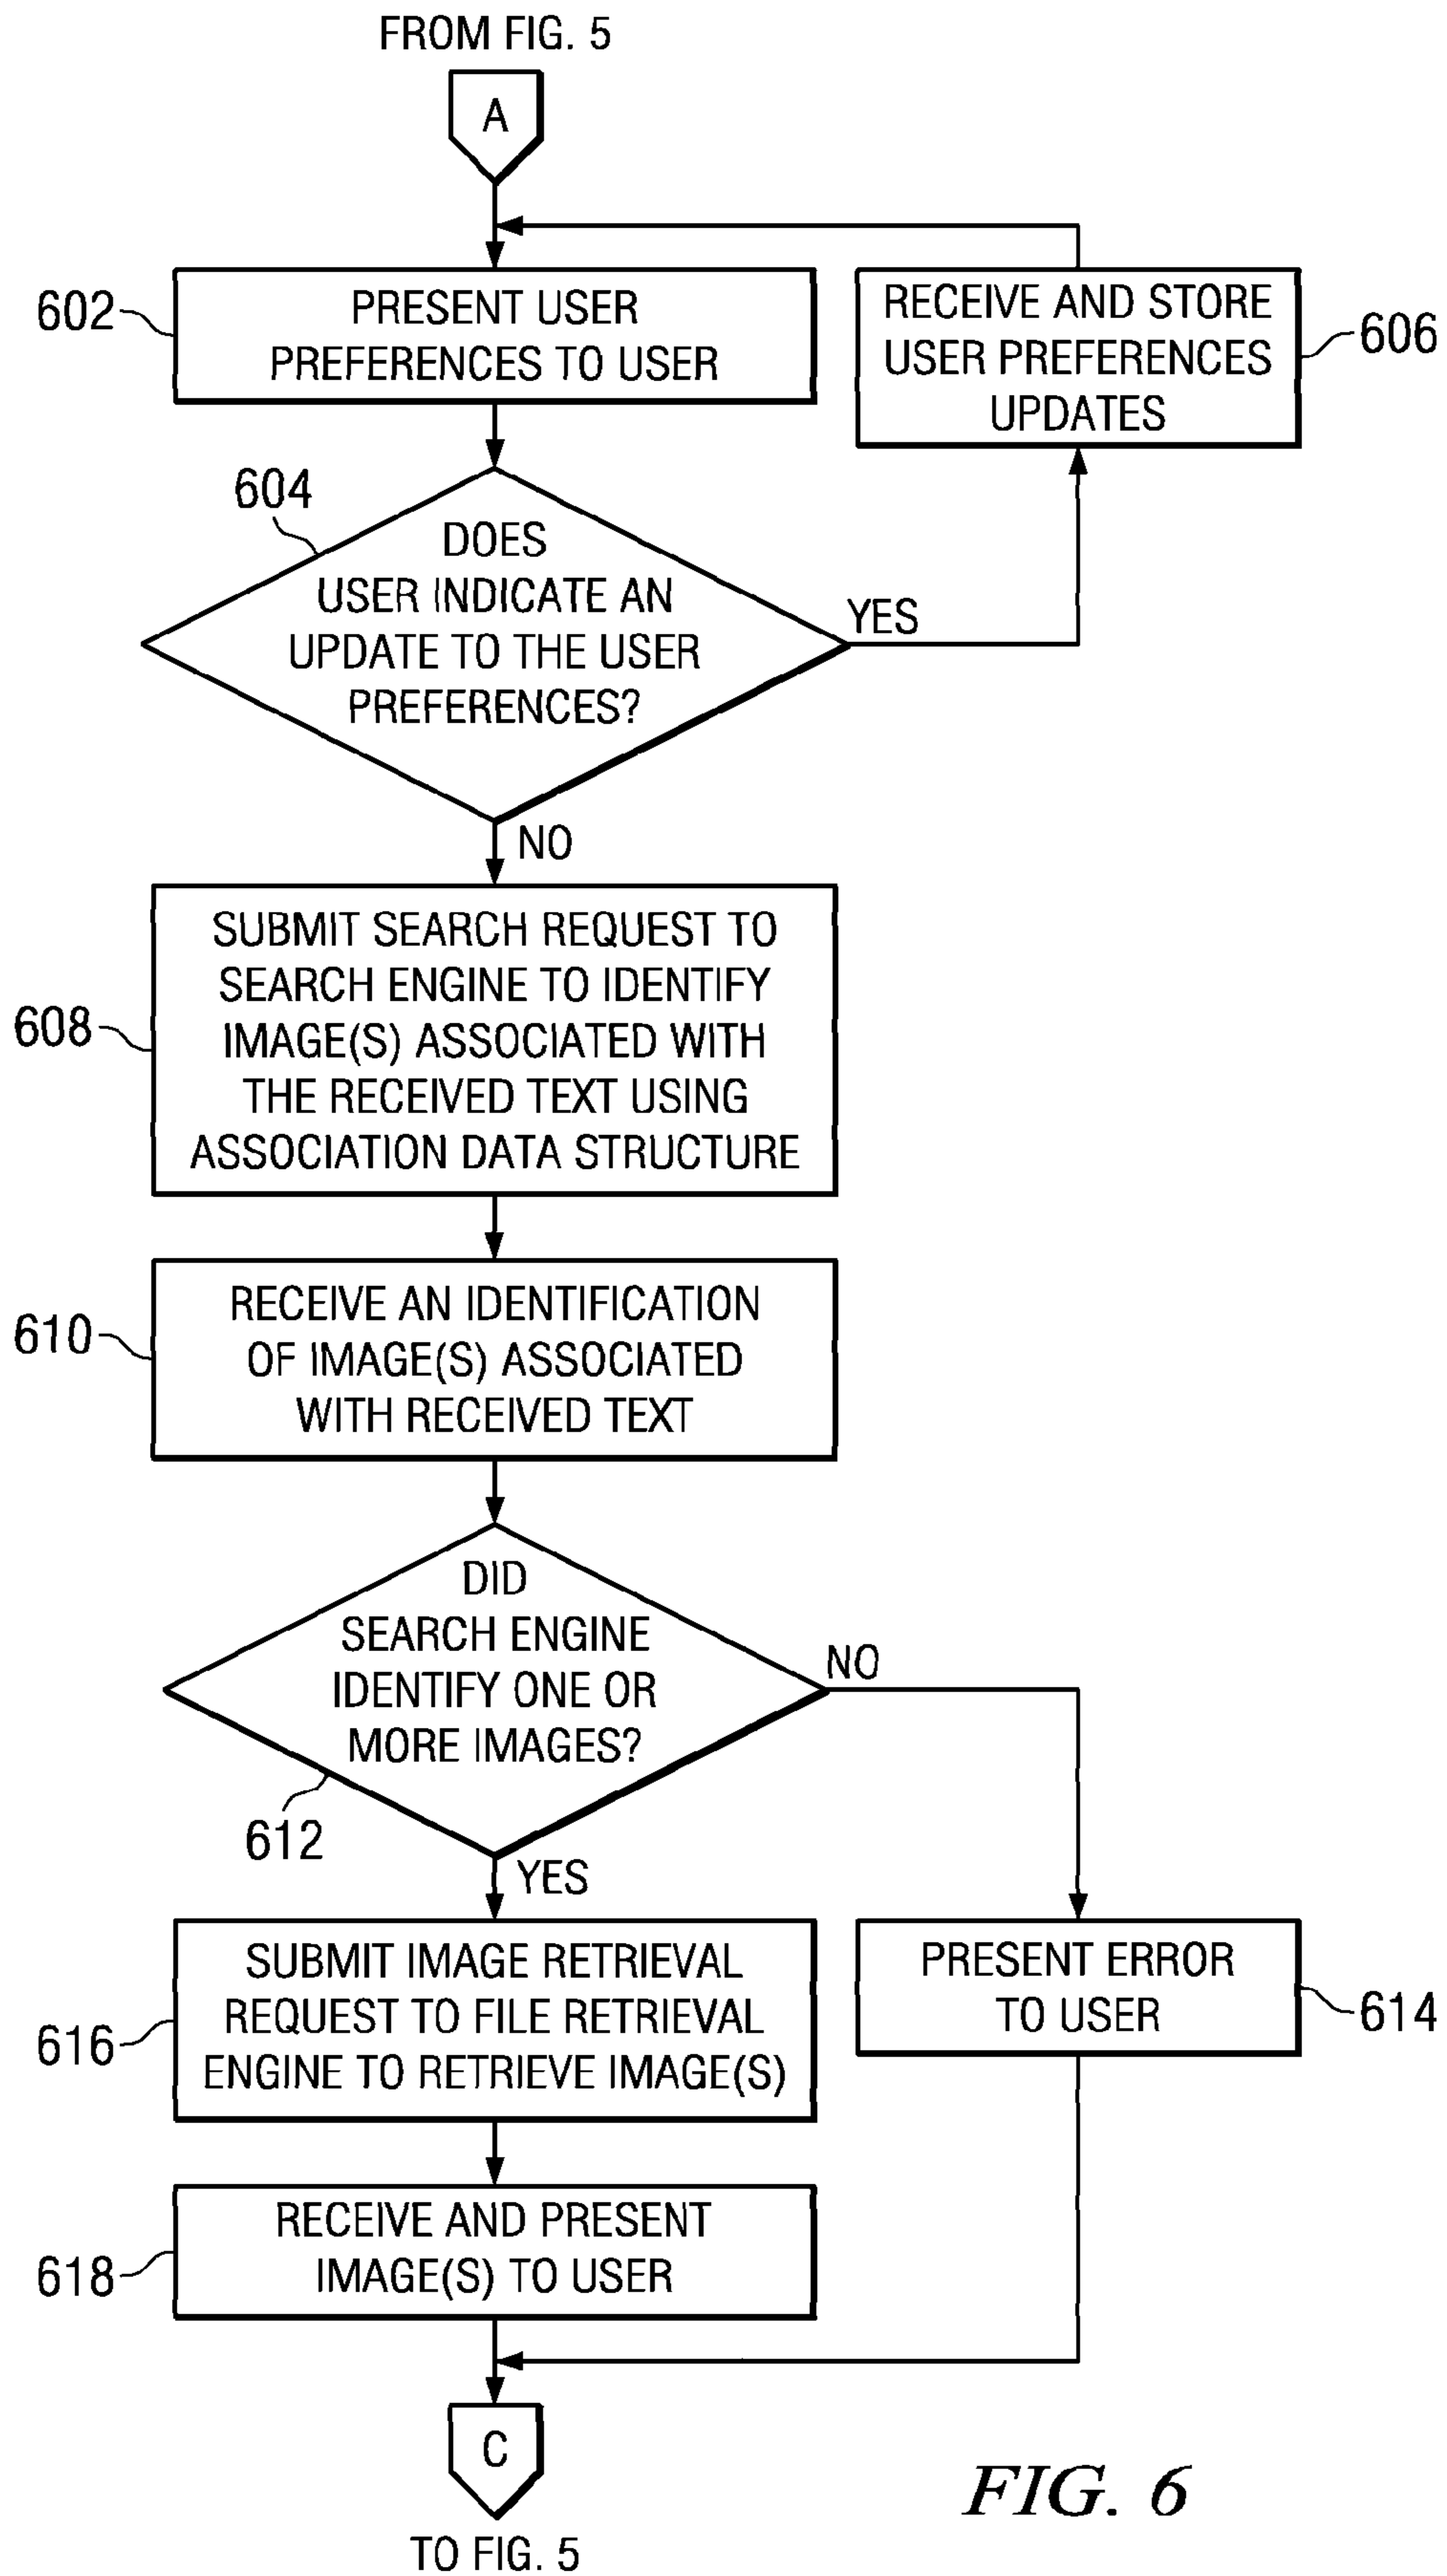 FROM FIG. 5
A
602
PRESENT USER
PREFERENCES TO USER
RECEIVE AND STORE
USER PREFERENCES
UPDATES
606
604
DOES
USER INDICATE AN
UPDATE TO THE USER
PREFERENCES?
YES
NO
608
SUBMIT SEARCH REQUEST TO
SEARCH ENGINE TO IDENTIFY
IMAGE(S) ASSOCIATED WITH
THE RECEIVED TEXT USING
ASSOCIATION DATA STRUCTURE
610
RECEIVE AN IDENTIFICATION
OF IMAGE(S) ASSOCIATED
WITH RECEIVED TEXT
DID
SEARCH ENGINE
IDENTIFY ONE OR
MORE IMAGES?
NO
612
YES
616
SUBMIT IMAGE RETRIEVAL
REQUEST TO FILE RETRIEVAL
ENGINE TO RETRIEVE IMAGE(S)
PRESENT ERROR
TO USER
614
618
RECEIVE AND PRESENT
IMAGE(S) TO USER
C
TO FIG. 5
FIG. 6